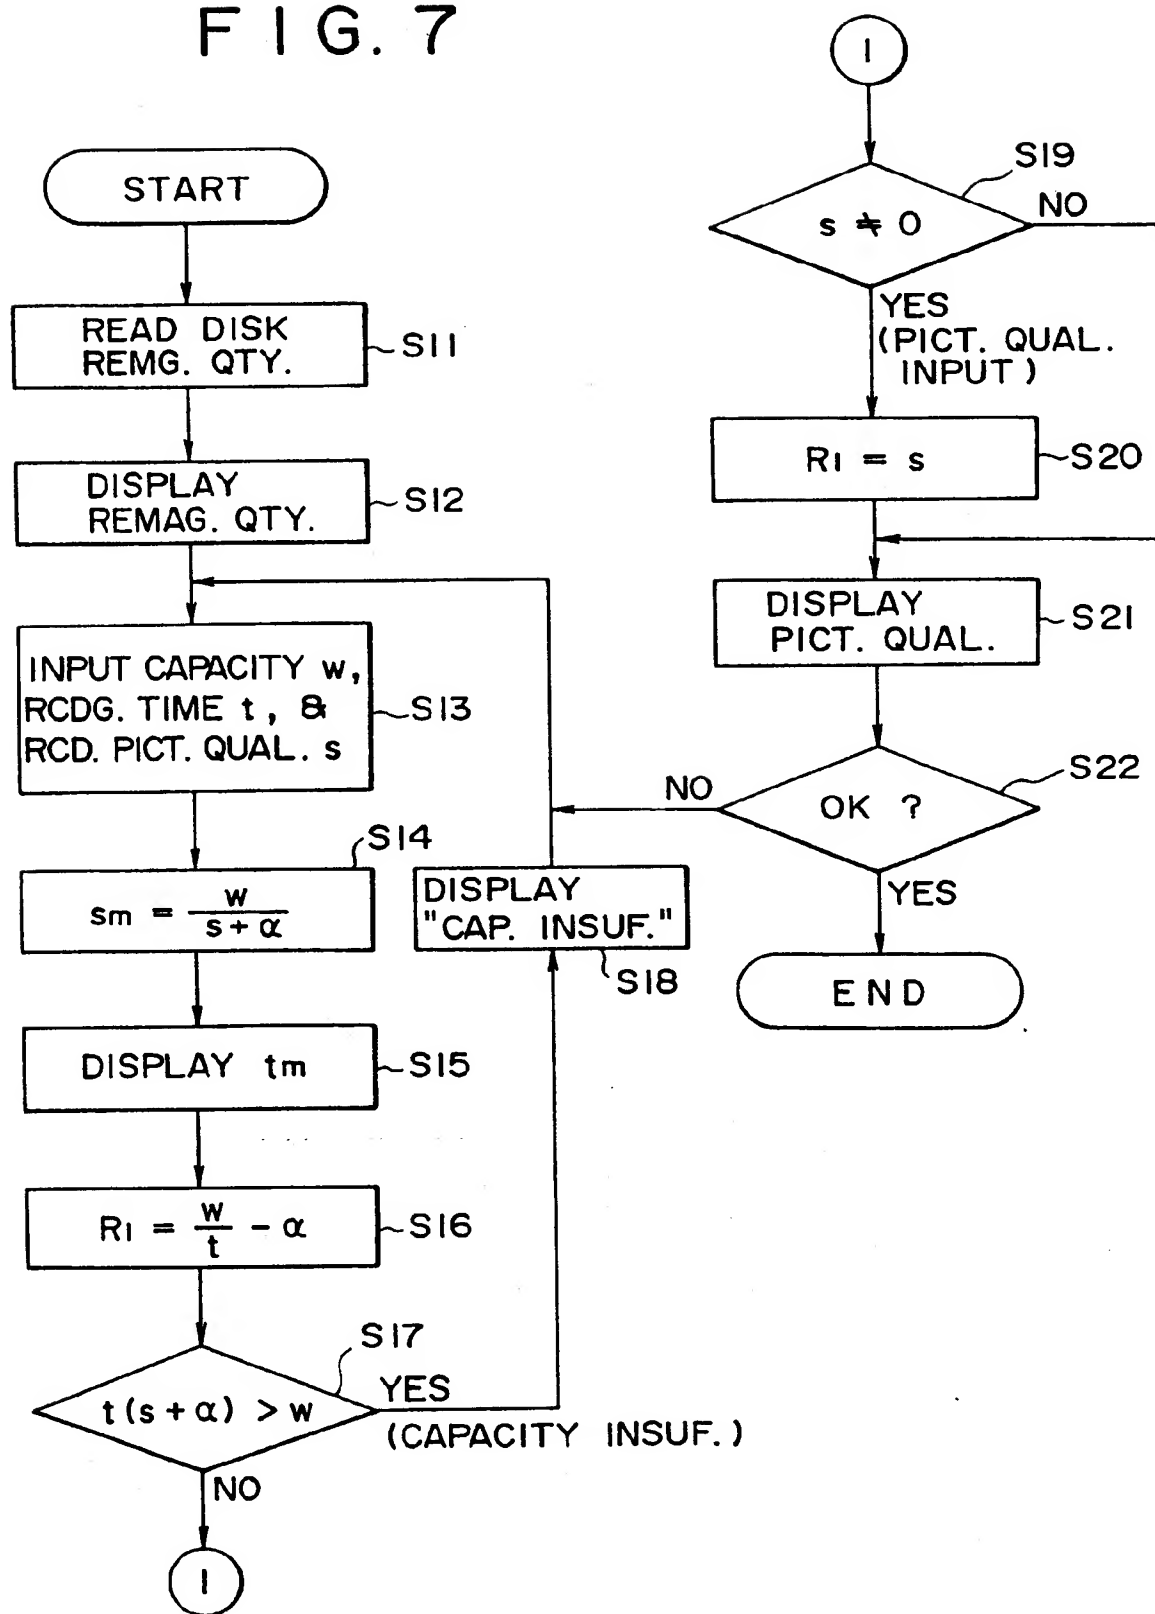 FIG. 7
START
READ DISK
REMG. QTY.
S11
DISPLAY
REMAG. QTY.
S12
INPUT CAPACITY w,
RCDG. TIME t, &
RCD. PICT. QUAL. s
S13
S14
sm = w / s + α
DISPLAY tm
S15
R1 = w / t - α
S16
S17
t (s + α) > w
YES
(CAPACITY INSUF.)
NO
1
DISPLAY
"CAP. INSUF."
S18
1
S19
s ≠ 0
NO
YES
(PICT. QUAL.
INPUT)
R1 = s
S20
DISPLAY
PICT. QUAL.
S21
S22
OK ?
NO
YES
END